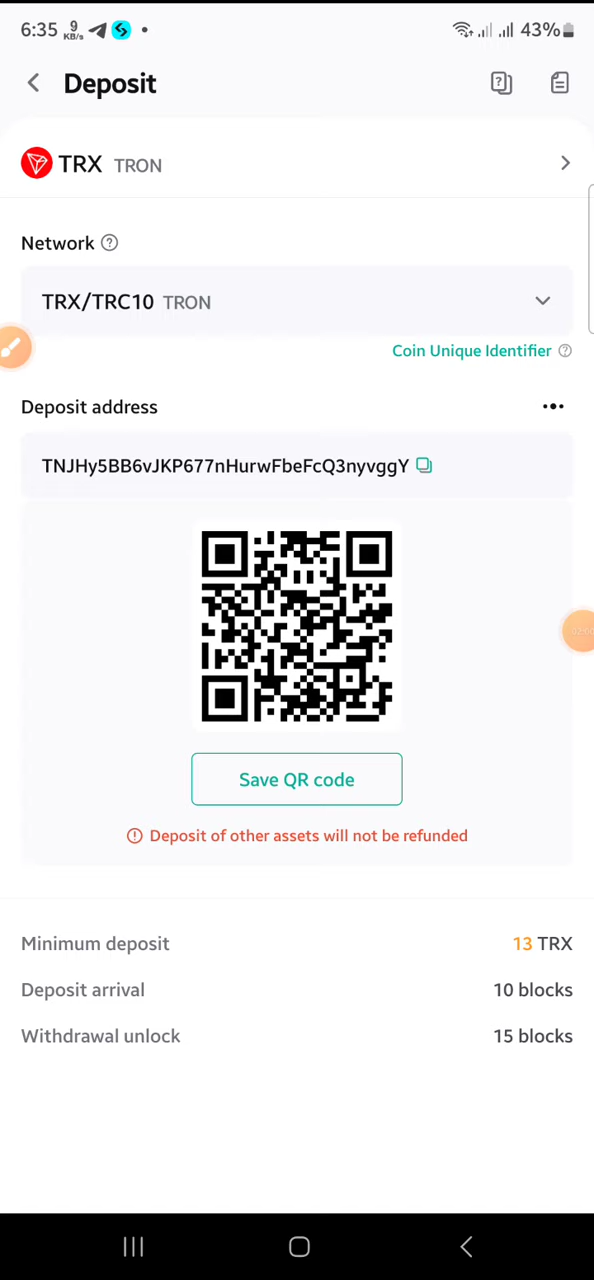 6:35 9 KB/s 43%
Deposit
TRX TRON
Network
TRX/TRC10 TRON
Coin Unique Identifier
Deposit address
TNJHy5BB6vJKP677nHurwFbeFcQ3nyvggY
Save QR code
Deposit of other assets will not be refunded
Minimum deposit 13 TRX
Deposit arrival 10 blocks
Withdrawal unlock 15 blocks